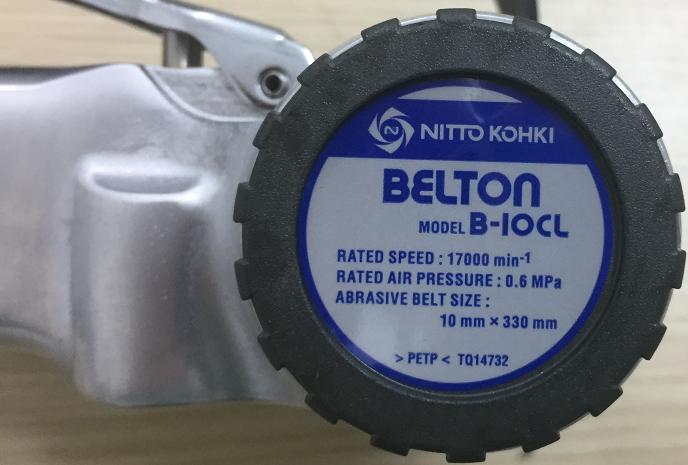 NITTO KOHKI
BELTON
MODEL B-10CL
RATED SPEED : 17000 min-1
RATED AIR PRESSURE : 0.6 MPa
ABRASIVE BELT SIZE :
10 mm × 330 mm
> PETP < TQ14732